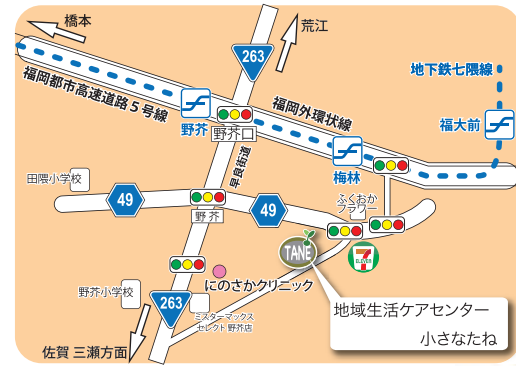 橋本
荒江
263
福岡都市高速道路５号線
福岡外環状線
地下鉄七隈線
野芥
野芥口
福大前
梅林
早良街道
田隈小学校
49
49
ふくおか
フラワー
野芥
TANE
7
ELEVEN
にのさかクリニック
野芥小学校
263
ミスターマックス
セレクト 野芥店
地域生活ケアセンター
小さなたね
佐賀 三瀬方面